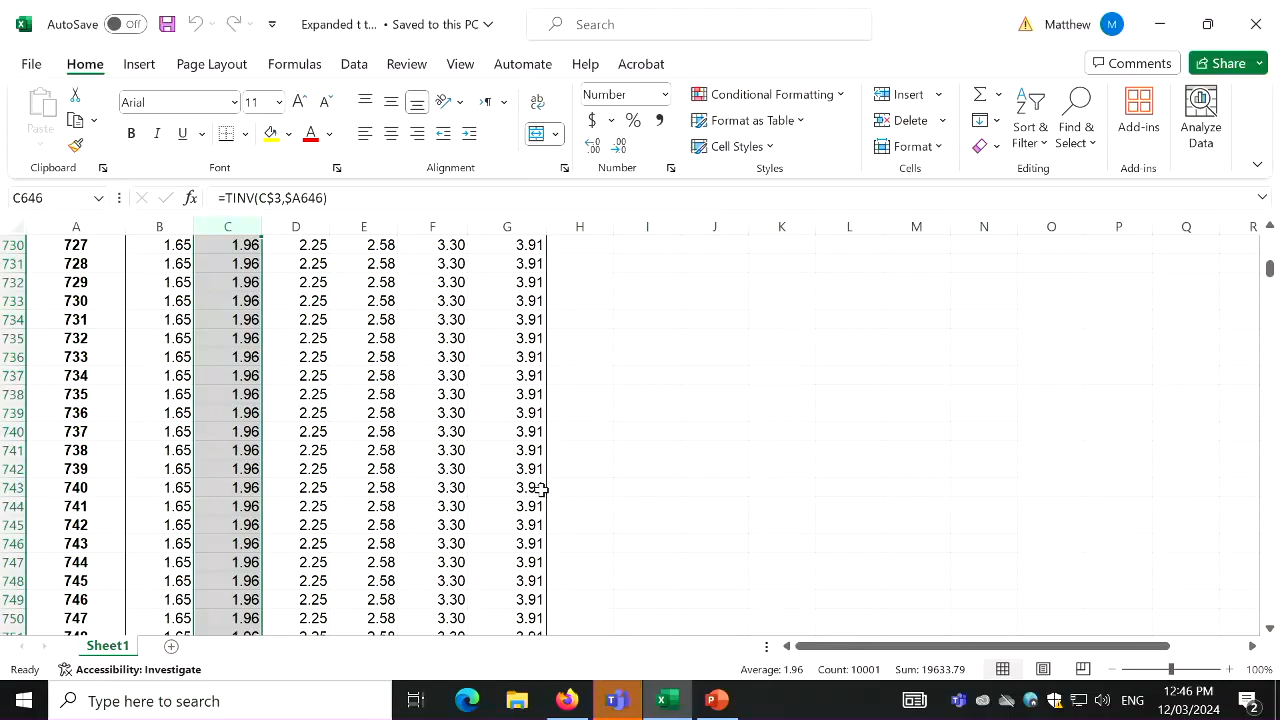 AutoSave Off Expanded t t... • Saved to this PC Search Matthew M
File Home Insert Page Layout Formulas Data Review View Automate Help Acrobat Comments Share
Paste Arial 11 Number Conditional Formatting Insert Sort & Filter Find & Select Add-ins Analyze Data
B I U A ab $ % 9 Format as Table Delete
Cell Styles Format
Clipboard Font Alignment Number Styles Cells Editing Add-ins
C646 fx =TINV(C$3,$A646)
A B C D E F G H I J K L M N O P Q R
730 727 1.65 1.96 2.25 2.58 3.30 3.91
731 728 1.65 1.96 2.25 2.58 3.30 3.91
732 729 1.65 1.96 2.25 2.58 3.30 3.91
733 730 1.65 1.96 2.25 2.58 3.30 3.91
734 731 1.65 1.96 2.25 2.58 3.30 3.91
735 732 1.65 1.96 2.25 2.58 3.30 3.91
736 733 1.65 1.96 2.25 2.58 3.30 3.91
737 734 1.65 1.96 2.25 2.58 3.30 3.91
738 735 1.65 1.96 2.25 2.58 3.30 3.91
739 736 1.65 1.96 2.25 2.58 3.30 3.91
740 737 1.65 1.96 2.25 2.58 3.30 3.91
741 738 1.65 1.96 2.25 2.58 3.30 3.91
742 739 1.65 1.96 2.25 2.58 3.30 3.91
743 740 1.65 1.96 2.25 2.58 3.30 3.91
744 741 1.65 1.96 2.25 2.58 3.30 3.91
745 742 1.65 1.96 2.25 2.58 3.30 3.91
746 743 1.65 1.96 2.25 2.58 3.30 3.91
747 744 1.65 1.96 2.25 2.58 3.30 3.91
748 745 1.65 1.96 2.25 2.58 3.30 3.91
749 746 1.65 1.96 2.25 2.58 3.30 3.91
750 747 1.65 1.96 2.25 2.58 3.30 3.91
Sheet1
Ready Accessibility: Investigate Average: 1.96 Count: 10001 Sum: 19633.79 100%
Type here to search ENG 12:46 PM
12/03/2024 2